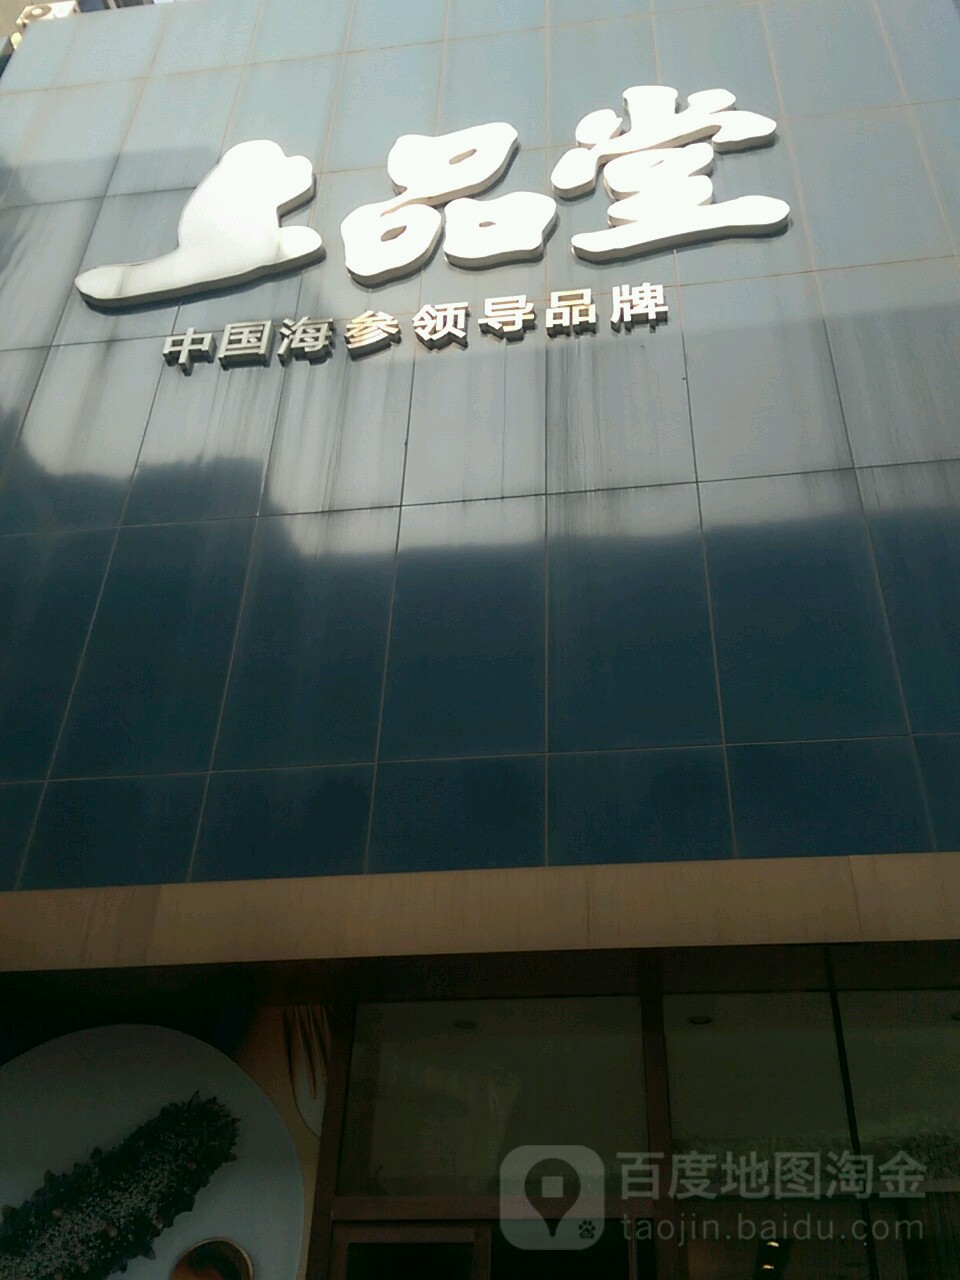 上品堂
中国海参领导品牌
百度地图淘金
taojin.baidu.com